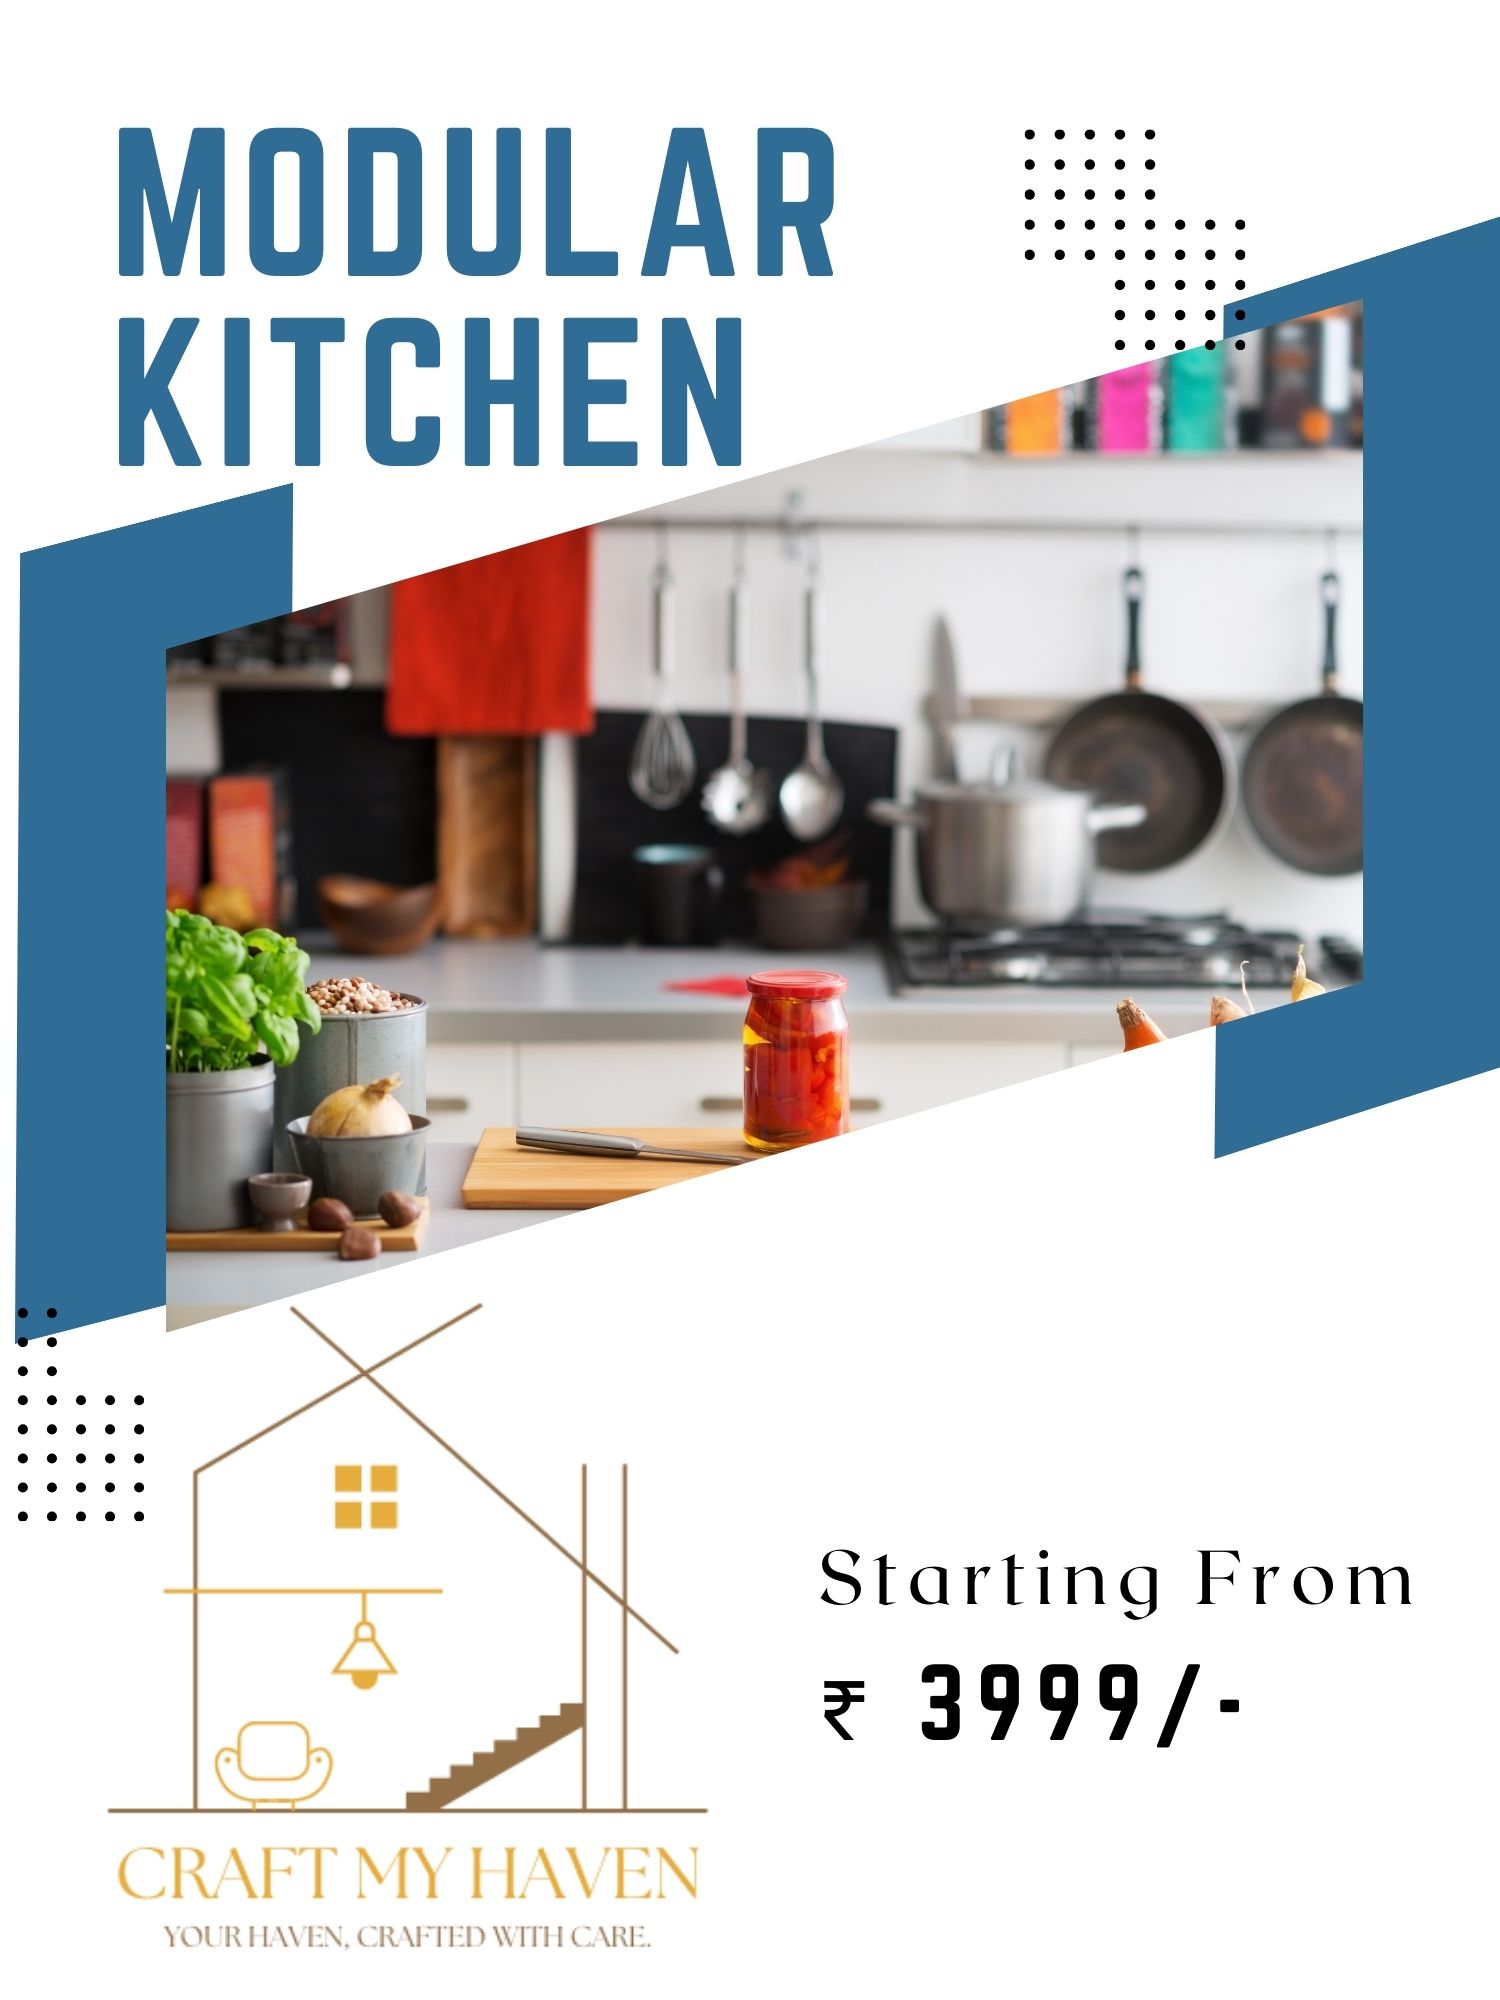 MODULAR
KITCHEN
Starting From
₹ 3999/-
CRAFT MY HAVEN
YOUR HAVEN, CRAFTED WITH CARE.